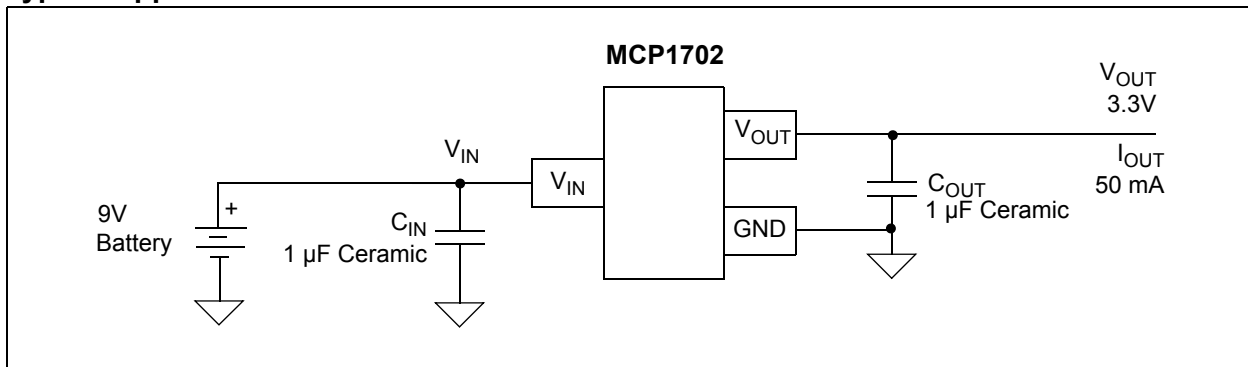 MCP1702
V_OUT
3.3V
V_OUT
V_IN
I_OUT
50 mA
V_IN
C_OUT
1 µF Ceramic
9V
Battery
+
C_IN
1 µF Ceramic
GND